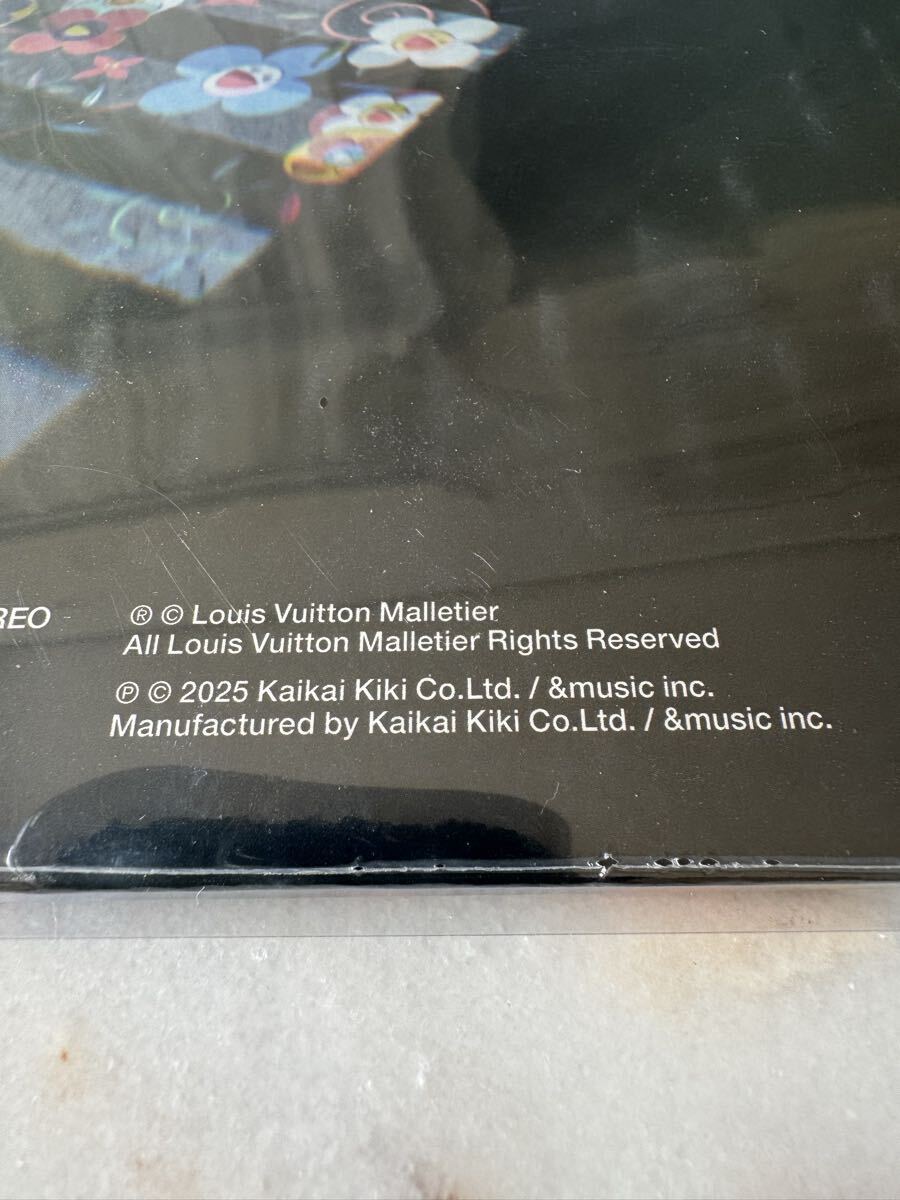 REO
® © Louis Vuitton Malletier
All Louis Vuitton Malletier Rights Reserved
℗ © 2025 Kaikai Kiki Co.Ltd. / &music inc.
Manufactured by Kaikai Kiki Co.Ltd. / &music inc.